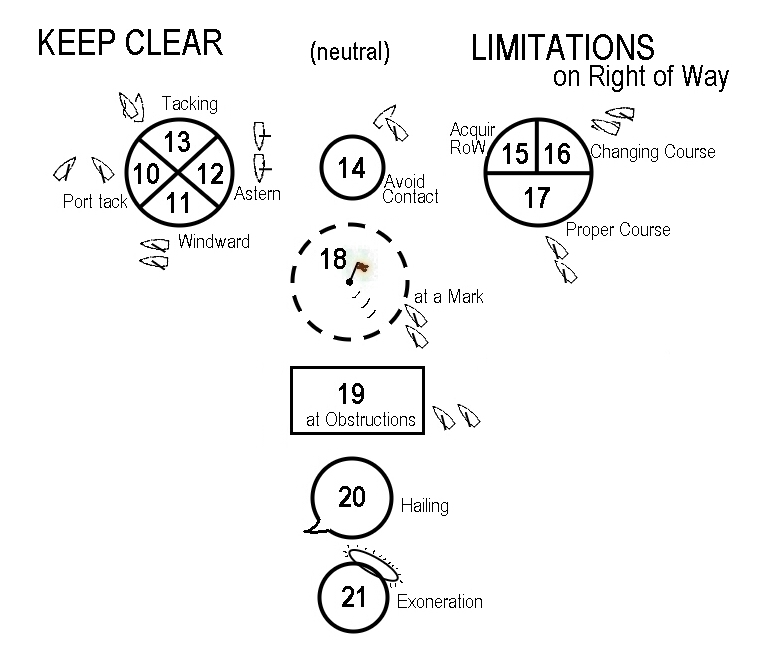 KEEP CLEAR
(neutral)
LIMITATIONS
on Right of Way
Tacking
13
10
12
11
Port tack
Astern
Windward
14
Avoid
Contact
Acquir
RoW
15
16
17
Changing Course
Proper Course
18
at a Mark
19
at Obstructions
20
Hailing
21
Exoneration